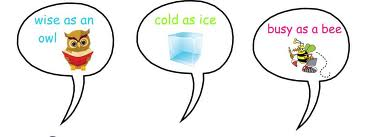 wise as an
owl
cold as ice
busy as a bee